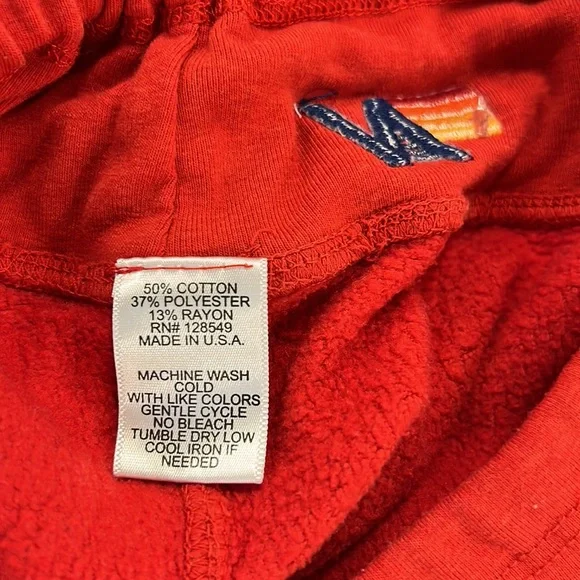 50% COTTON
37% POLYESTER
13% RAYON
RN# 128549
MADE IN U.S.A.
MACHINE WASH
COLD
WITH LIKE COLORS
GENTLE CYCLE
NO BLEACH
TUMBLE DRY LOW
COOL IRON IF
NEEDED